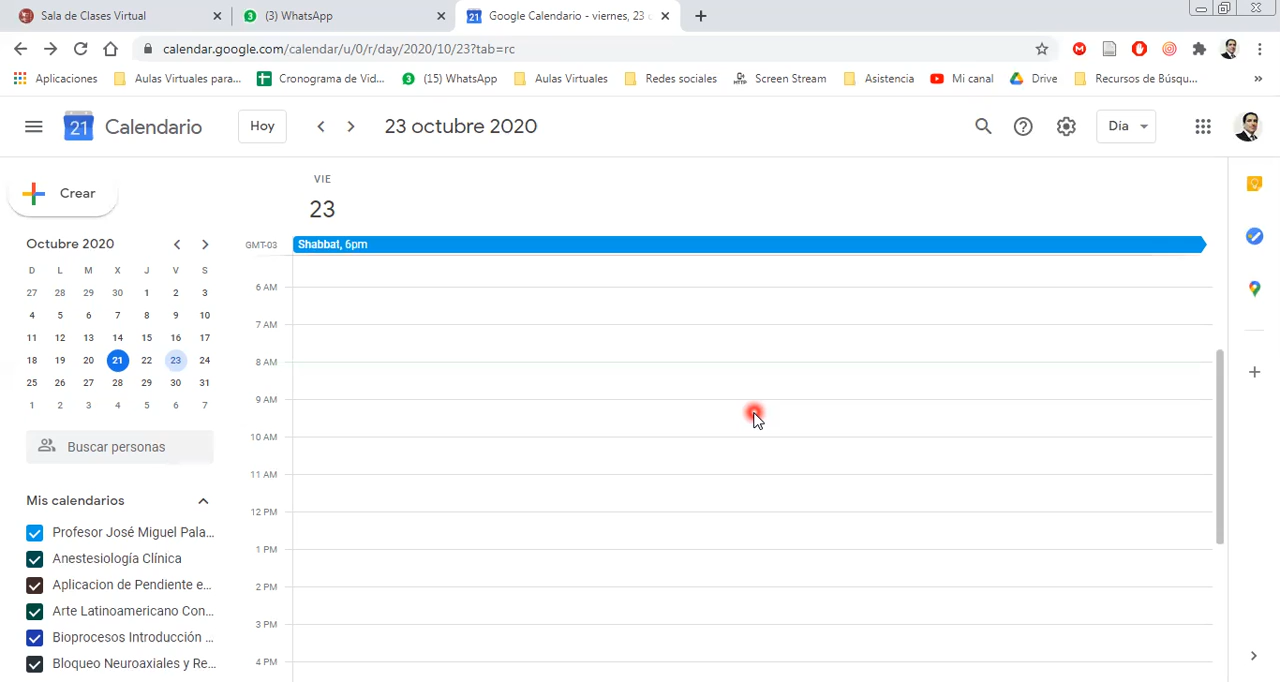 Sala de Clases Virtual
(3) WhatsApp
Google Calendario - viernes, 23 o
calendar.google.com/calendar/u/0/r/day/2020/10/23?tab=rc
Aplicaciones
Aulas Virtuales para...
Cronograma de Vid...
(15) WhatsApp
Aulas Virtuales
Redes sociales
Screen Stream
Asistencia
Mi canal
Drive
Recursos de Búsqu...
»
21
Calendario
Hoy
23 octubre 2020
Día
Crear
VIE
23
Octubre 2020
GMT-03
Shabbat, 6pm
D L M X J V S
27 28 29 30 1 2 3
4 5 6 7 8 9 10
11 12 13 14 15 16 17
18 19 20 21 22 23 24
25 26 27 28 29 30 31
1 2 3 4 5 6 7
6 AM
7 AM
8 AM
9 AM
10 AM
11 AM
12 PM
1 PM
2 PM
3 PM
4 PM
Buscar personas
Mis calendarios
Profesor José Miguel Pala...
Anestesiología Clínica
Aplicacion de Pendiente e...
Arte Latinoamericano Con...
Bioprocesos Introducción ...
Bloqueo Neuroaxiales y Re...